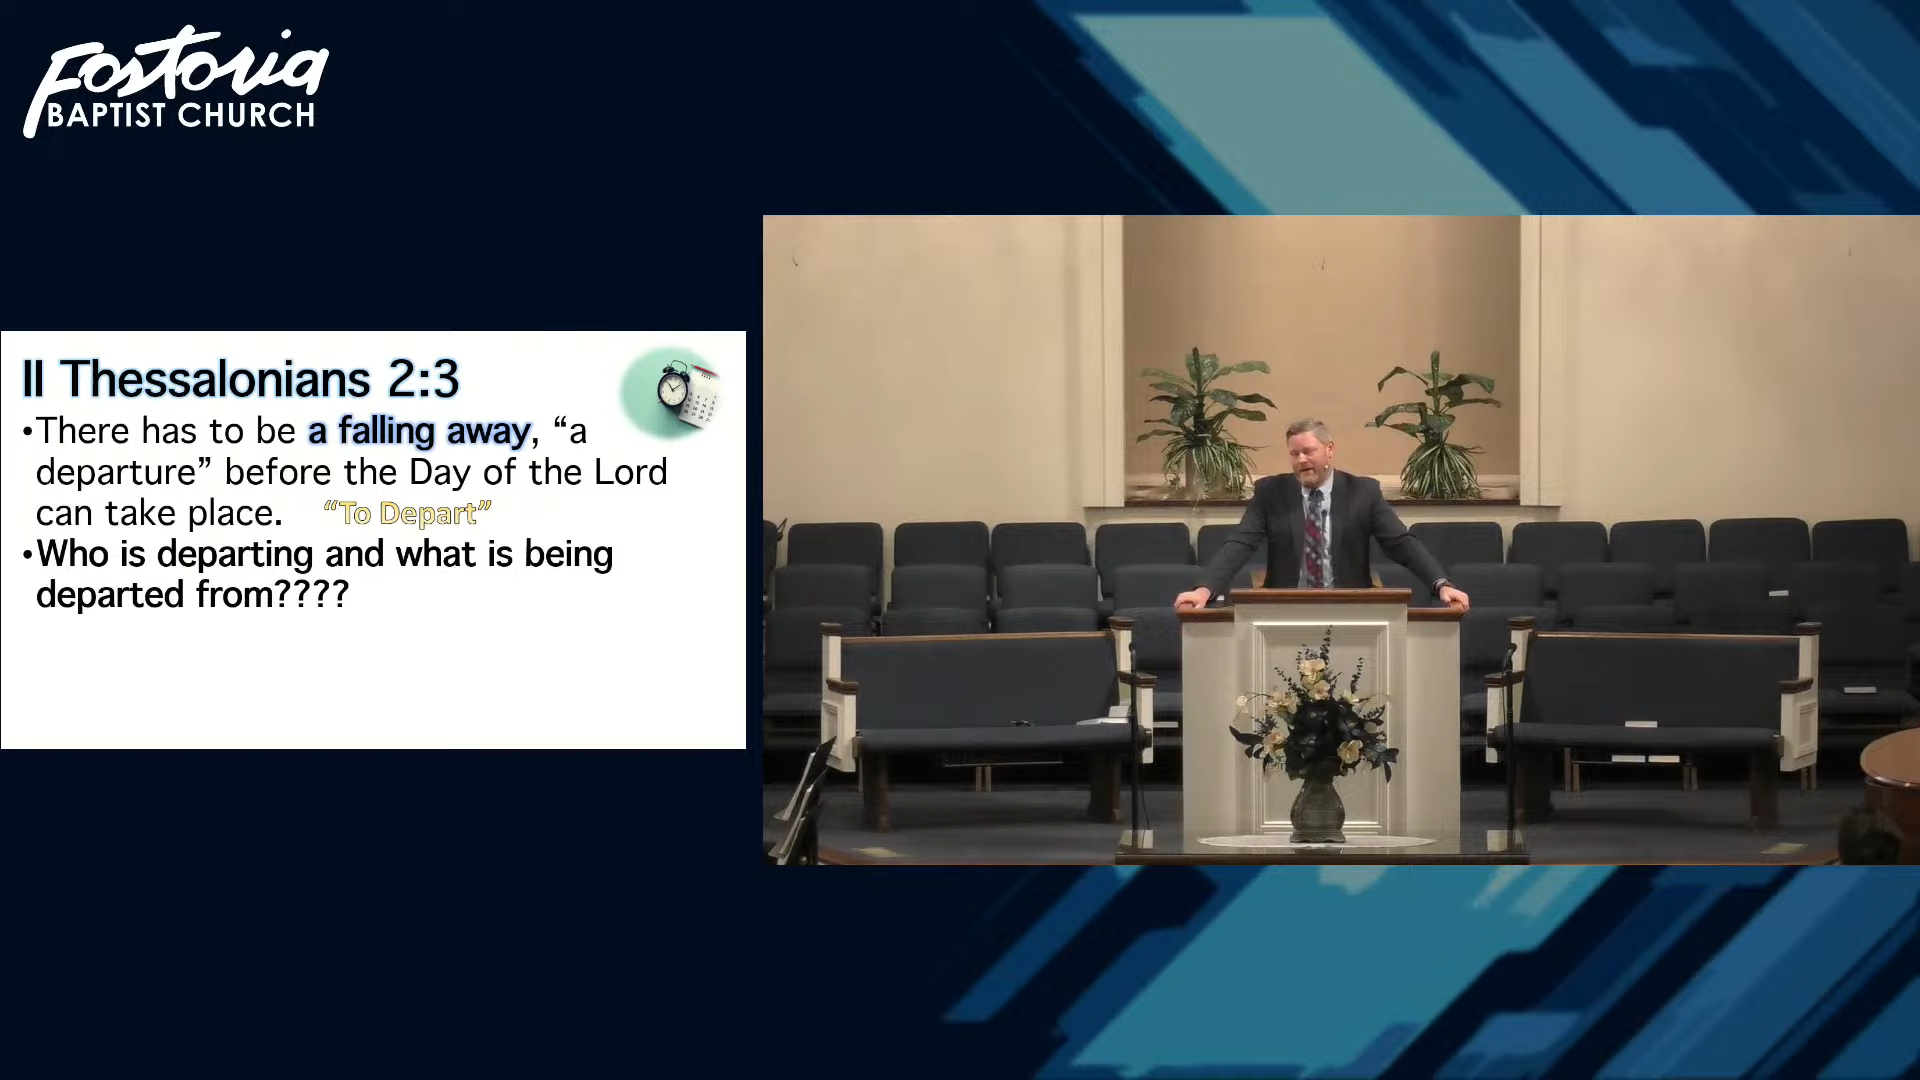 Fostoria
BAPTIST CHURCH
II Thessalonians 2:3
•There has to be a falling away, “a
departure” before the Day of the Lord
can take place. “To Depart”
•Who is departing and what is being
departed from????